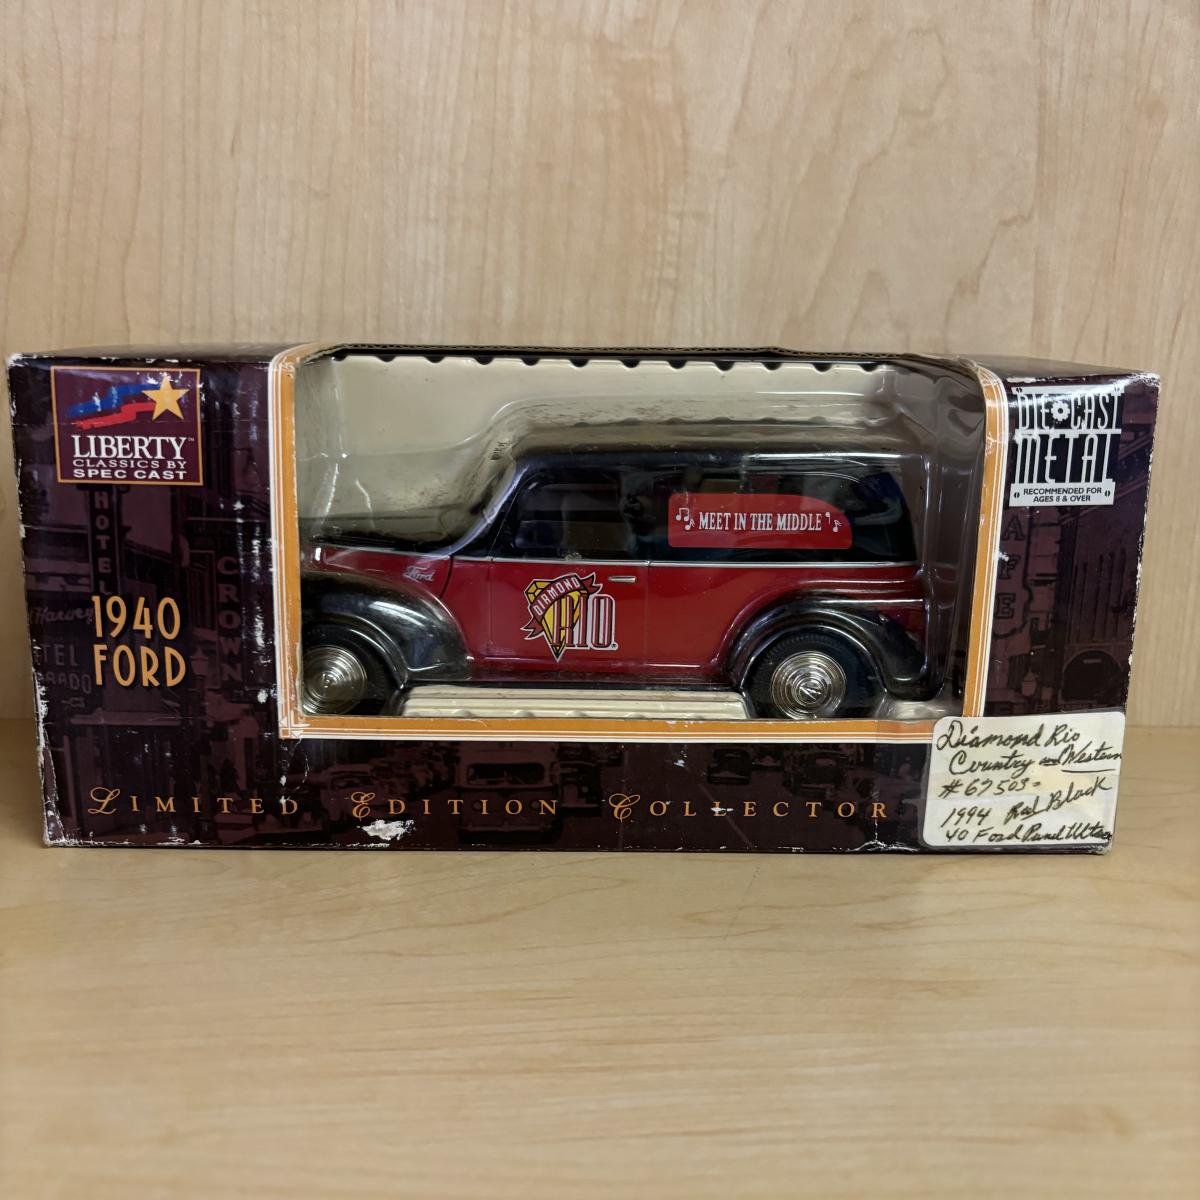 LIBERTY™
CLASSICS BY
SPEC CAST
HOTEL
CROWN
1940
FORD
Ford
DIAMOND
RIO®
MEET IN THE MIDDLE
DIE CAST
METAL
RECOMMENDED FOR
AGES 8 & OVER
LIMITED EDITION COLLECTOR
Diamond Rio
Country and Western
# 67503-
1994 Red Black
40 Ford Panel